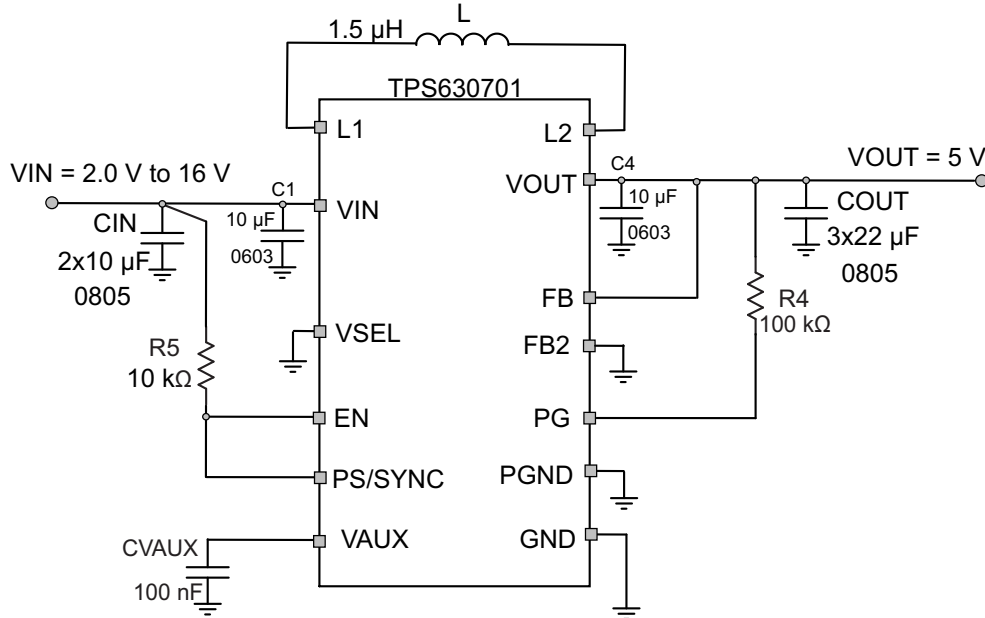 L
1.5 µH
TPS630701
L1
L2
VIN = 2.0 V to 16 V
C1
VIN
CIN
10 µF
0603
2x10 µF
0805
VOUT
C4
VOUT = 5 V
10 µF
0603
COUT
3x22 µF
0805
FB
R4
100 kΩ
VSEL
FB2
R5
10 kΩ
EN
PG
PS/SYNC
PGND
VAUX
GND
CVAUX
100 nF